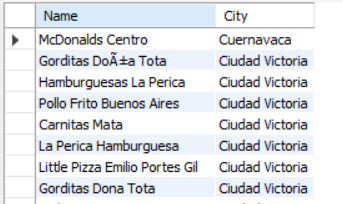 Name City
McDonalds Centro Cuernavaca
Gorditas DoÃ±a Tota Ciudad Victoria
Hamburguesas La Perica Ciudad Victoria
Pollo Frito Buenos Aires Ciudad Victoria
Carnitas Mata Ciudad Victoria
La Perica Hamburguesa Ciudad Victoria
Little Pizza Emilio Portes Gil Ciudad Victoria
Gorditas Dona Tota Ciudad Victoria